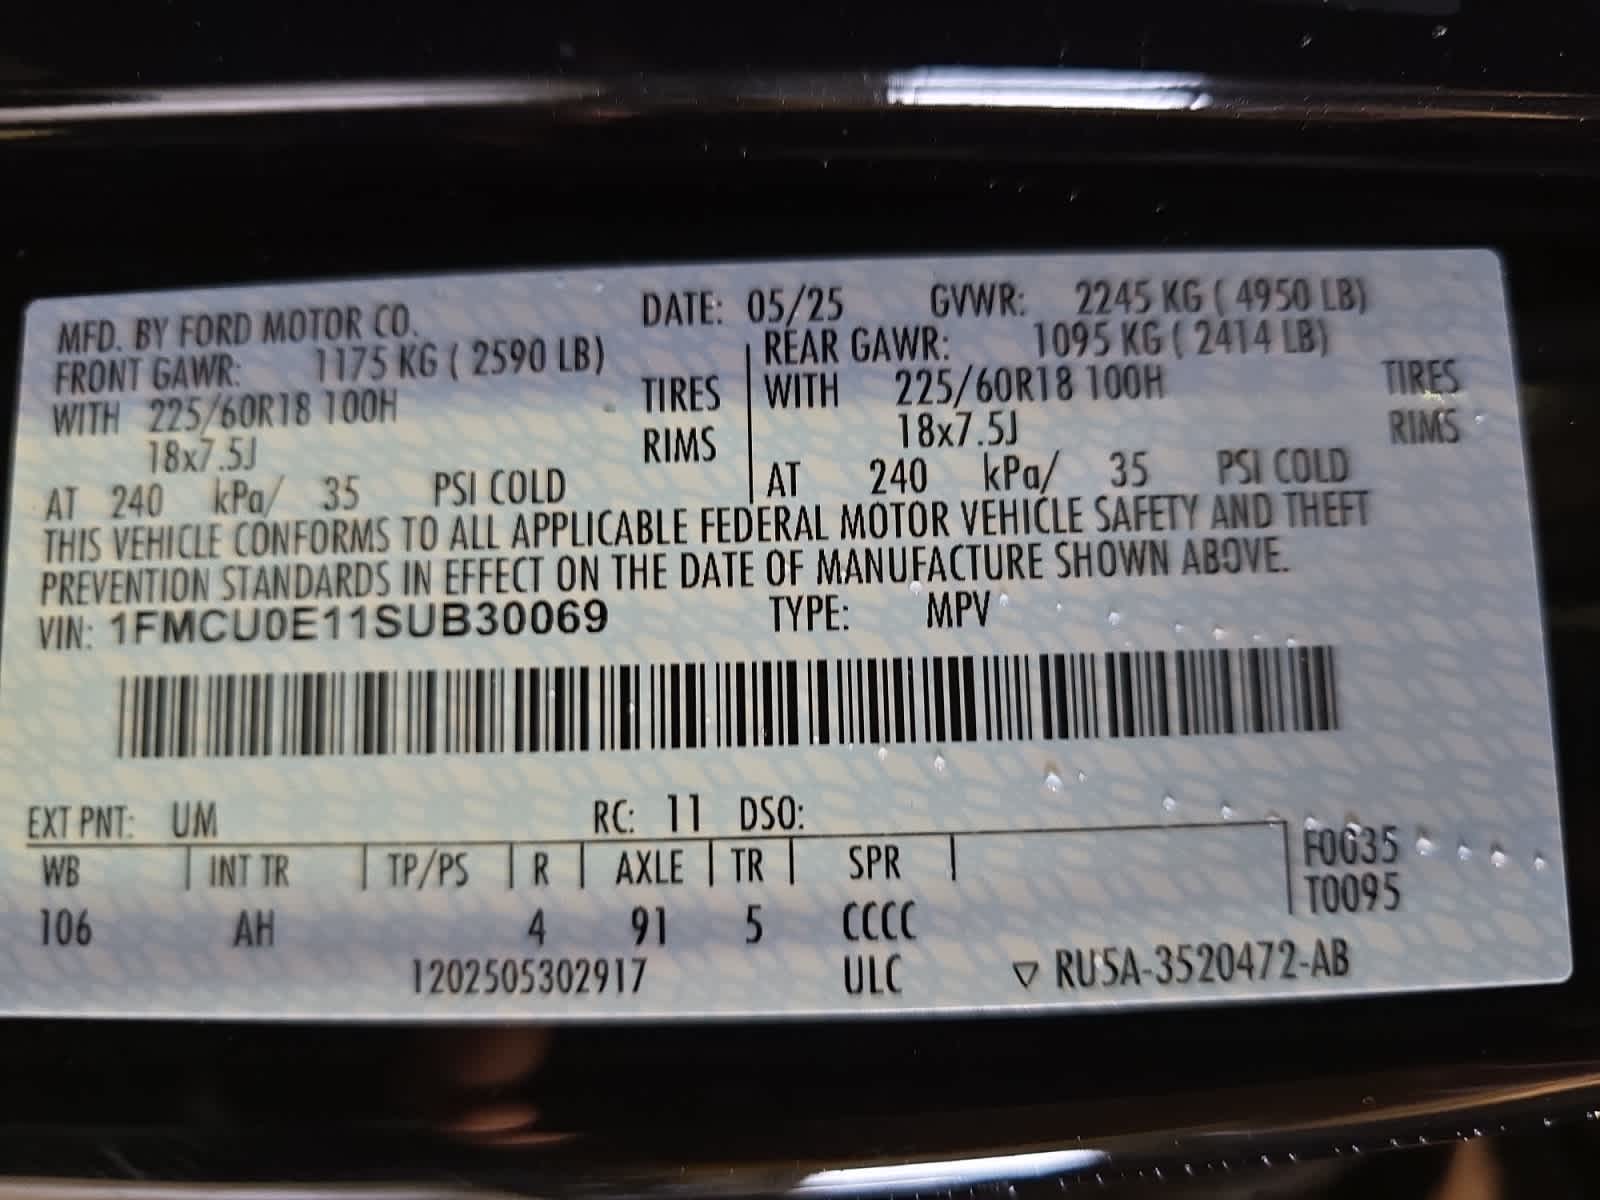 MFD. BY FORD MOTOR CO. DATE: 05/25 GVWR: 2245 KG ( 4950 LB)
FRONT GAWR: 1175 KG ( 2590 LB) REAR GAWR: 1095 KG ( 2414 LB)
WITH 225/60R18 100H TIRES WITH 225/60R18 100H TIRES
18x7.5J RIMS 18x7.5J RIMS
AT 240 kPa/ 35 PSI COLD AT 240 kPa/ 35 PSI COLD
THIS VEHICLE CONFORMS TO ALL APPLICABLE FEDERAL MOTOR VEHICLE SAFETY AND THEFT
PREVENTION STANDARDS IN EFFECT ON THE DATE OF MANUFACTURE SHOWN ABOVE.
VIN: 1FMCU0E11SUB30069 TYPE: MPV
EXT PNT: UM RC: 11 DSO:
WB INT TR TP/PS R AXLE TR SPR F0635
T0095
106 AH 4 91 5 CCCC
1202505302917 ULC ▽ RU5A-3520472-AB